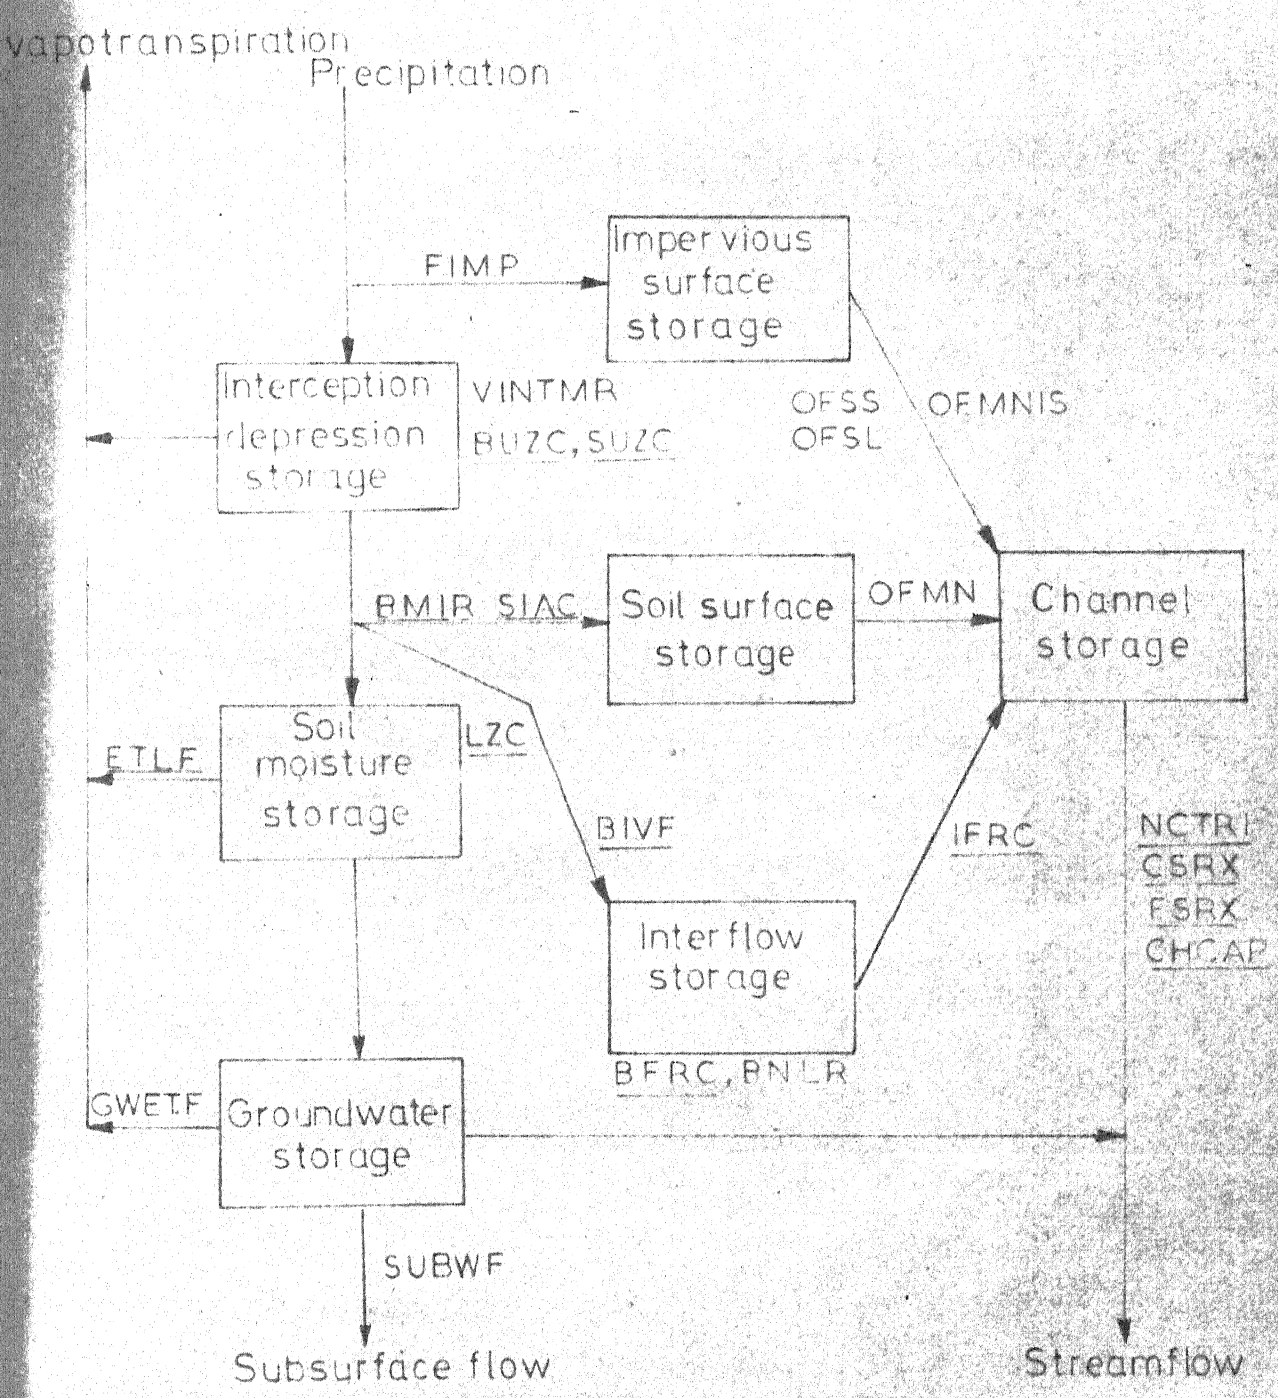 vapotranspiration
Precipitation
FIMP
Impervious
surface
storage
Interception
depression
storage
VINTMR
BUZC, SUZC
OFSS
OFSL
OFMNIS
BMIR SIAC
Soil surface
storage
OFMN
Channel
storage
Soil
moisture
storage
LZC
ETLF
BIVF
IFRC
NCTRI
CSRX
FSRX
CHCAP
Interflow
storage
BFRC, BNLR
GWETF
Groundwater
storage
SUBWF
Subsurface flow
Streamflow